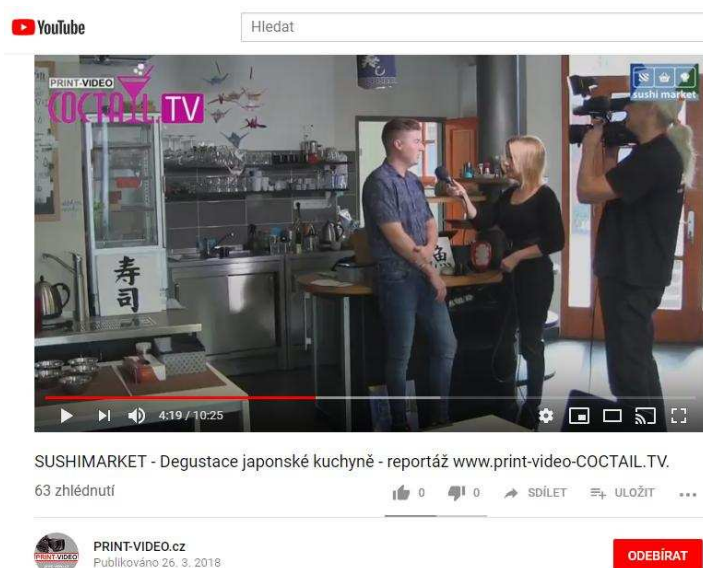 YouTube
Hledat
PRINT-VIDEO
COCTAIL.TV
sushi market
寿司
魚
4:19 / 10:25
SUSHIMARKET - Degustace japonské kuchyně - reportáž www.print-video-COCTAIL.TV.
63 zhlédnutí
0
0
SDÍLET
ULOŽIT
PRINT-VIDEO
PRINT-VIDEO.cz
Publikováno 26. 3. 2018
ODEBÍRAT